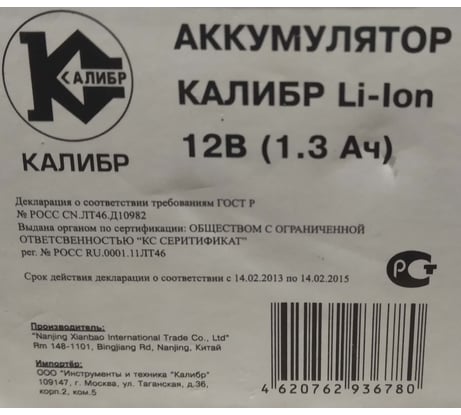 КАЛИБР
КАЛИБР
АККУМУЛЯТОР
КАЛИБР Li-Ion
12В (1.3 Ач)
Декларация о соответствии требованиям ГОСТ Р
№ РОСС CN.ЛТ46.Д10982
Выдана органом по сертификации: ОБЩЕСТВОМ С ОГРАНИЧЕННОЙ
ОТВЕТСВЕННОСТЬЮ "КС СЕРИТИФИКАТ"
рег. № РОСС RU.0001.11ЛТ46
Срок действия декларации о соответствии с 14.02.2013 по 14.02.2015
РСТ
Производитель:
"Nanjing Xianbao International Trade Co., Ltd"
Rm 148-1101, Bingjiang Rd, Nanjing, Китай
Импортёр:
ООО "Инструменты и техника "Калибр"
109147, г. Москва, ул. Таганская, д.36,
корп.2, ком.5
4 620762 936780